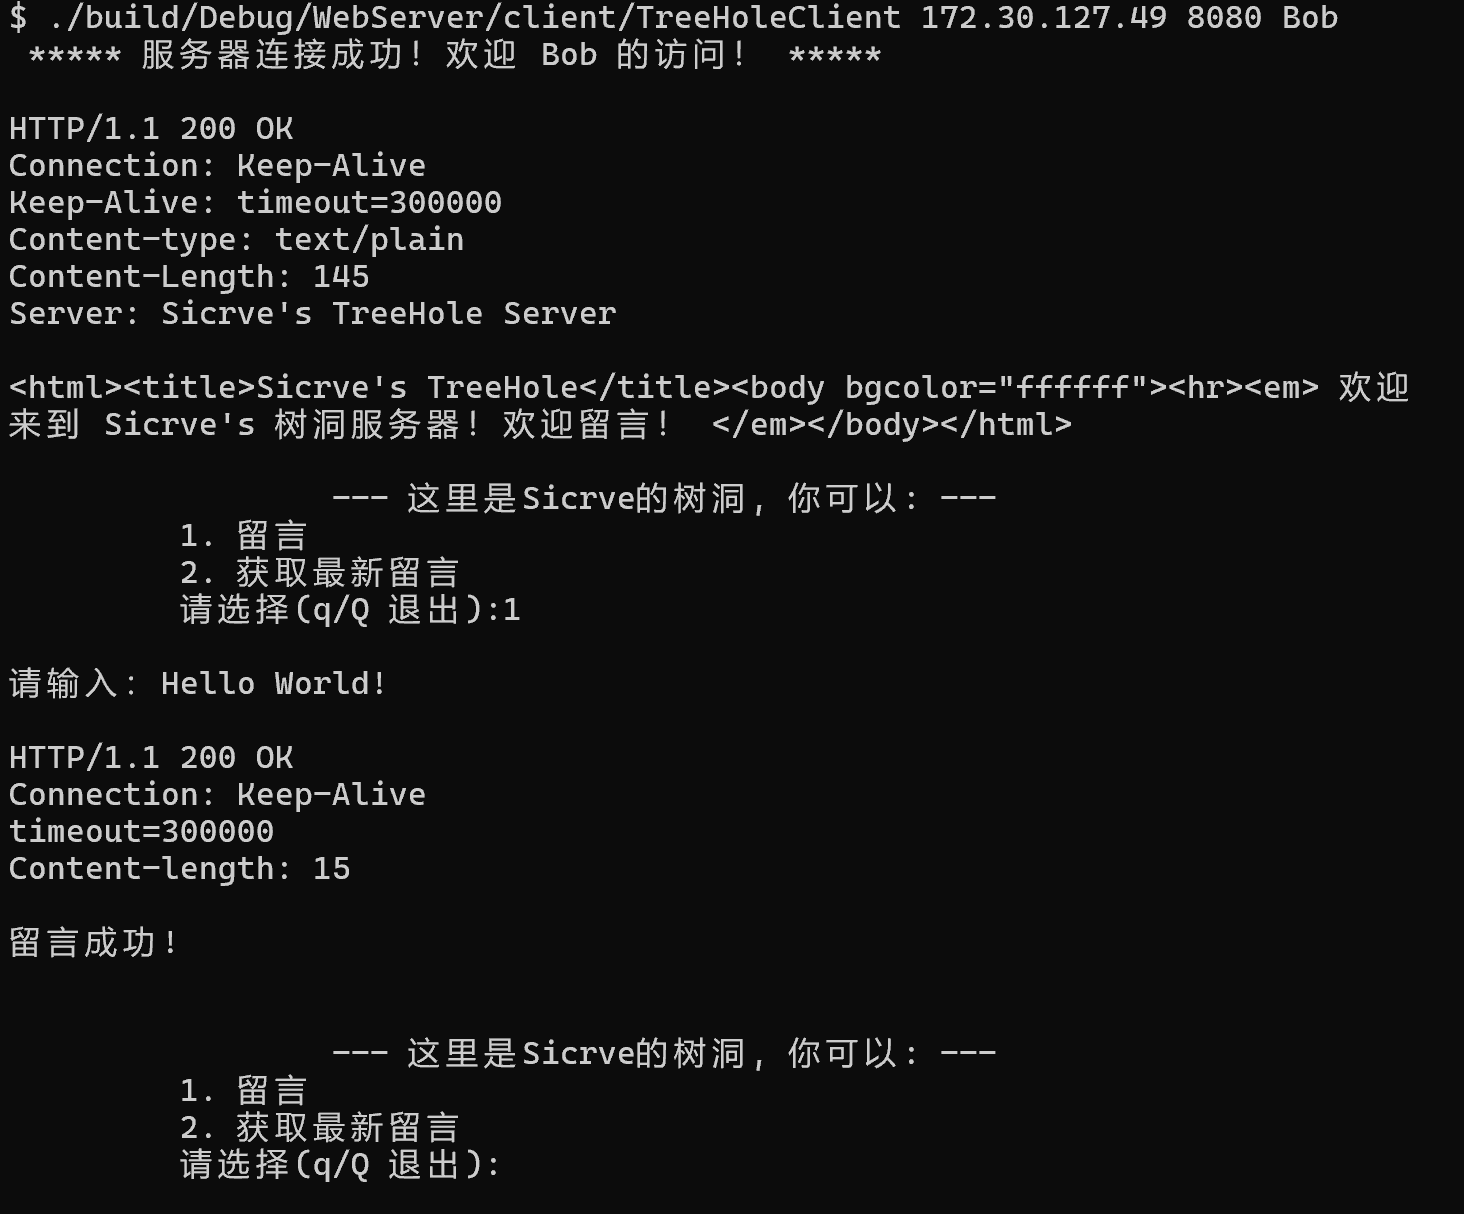 $ ./build/Debug/WebServer/client/TreeHoleClient 172.30.127.49 8080 Bob
***** 服务器连接成功！欢迎 Bob 的访问！ *****
HTTP/1.1 200 OK
Connection: Keep-Alive
Keep-Alive: timeout=300000
Content-type: text/plain
Content-Length: 145
Server: Sicrve's TreeHole Server
<html><title>Sicrve's TreeHole</title><body bgcolor="ffffff"><hr><em> 欢迎
来到 Sicrve's 树洞服务器！欢迎留言！ </em></body></html>
--- 这里是Sicrve的树洞，你可以：---
1. 留言
2. 获取最新留言
请选择(q/Q 退出):1
请输入：Hello World!
HTTP/1.1 200 OK
Connection: Keep-Alive
timeout=300000
Content-length: 15
留言成功！
--- 这里是Sicrve的树洞，你可以：---
1. 留言
2. 获取最新留言
请选择(q/Q 退出):